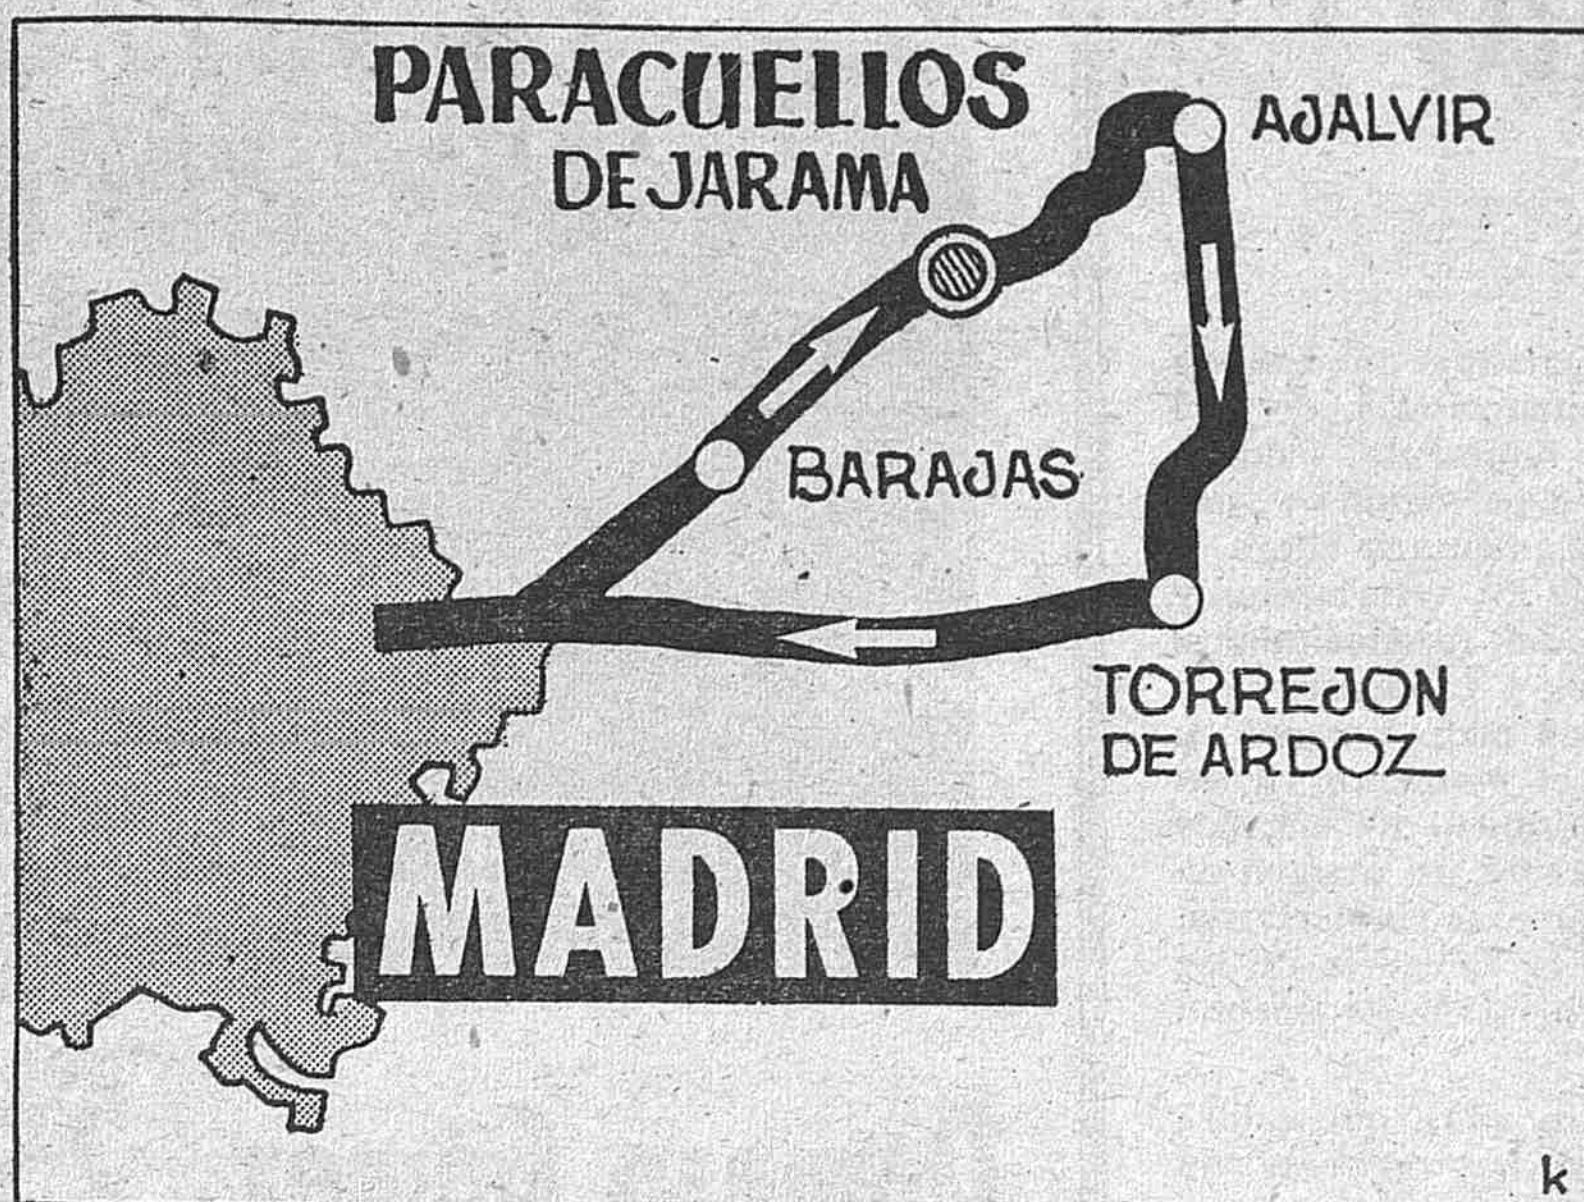 PARACUELLOS
DE JARAMA
AJALVIR
BARAJAS
TORREJON
DE ARDOZ
MADRID
k